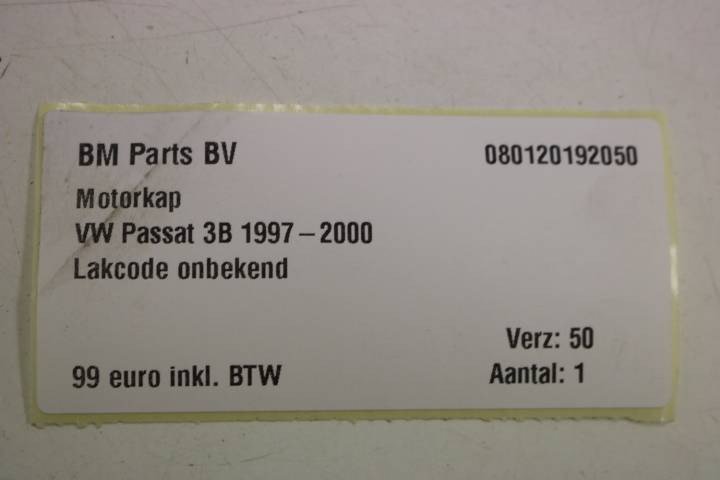 BM Parts BV 080120192050
Motorkap
VW Passat 3B 1997–2000
Lakcode onbekend
Verz: 50
99 euro inkl. BTW Aantal: 1